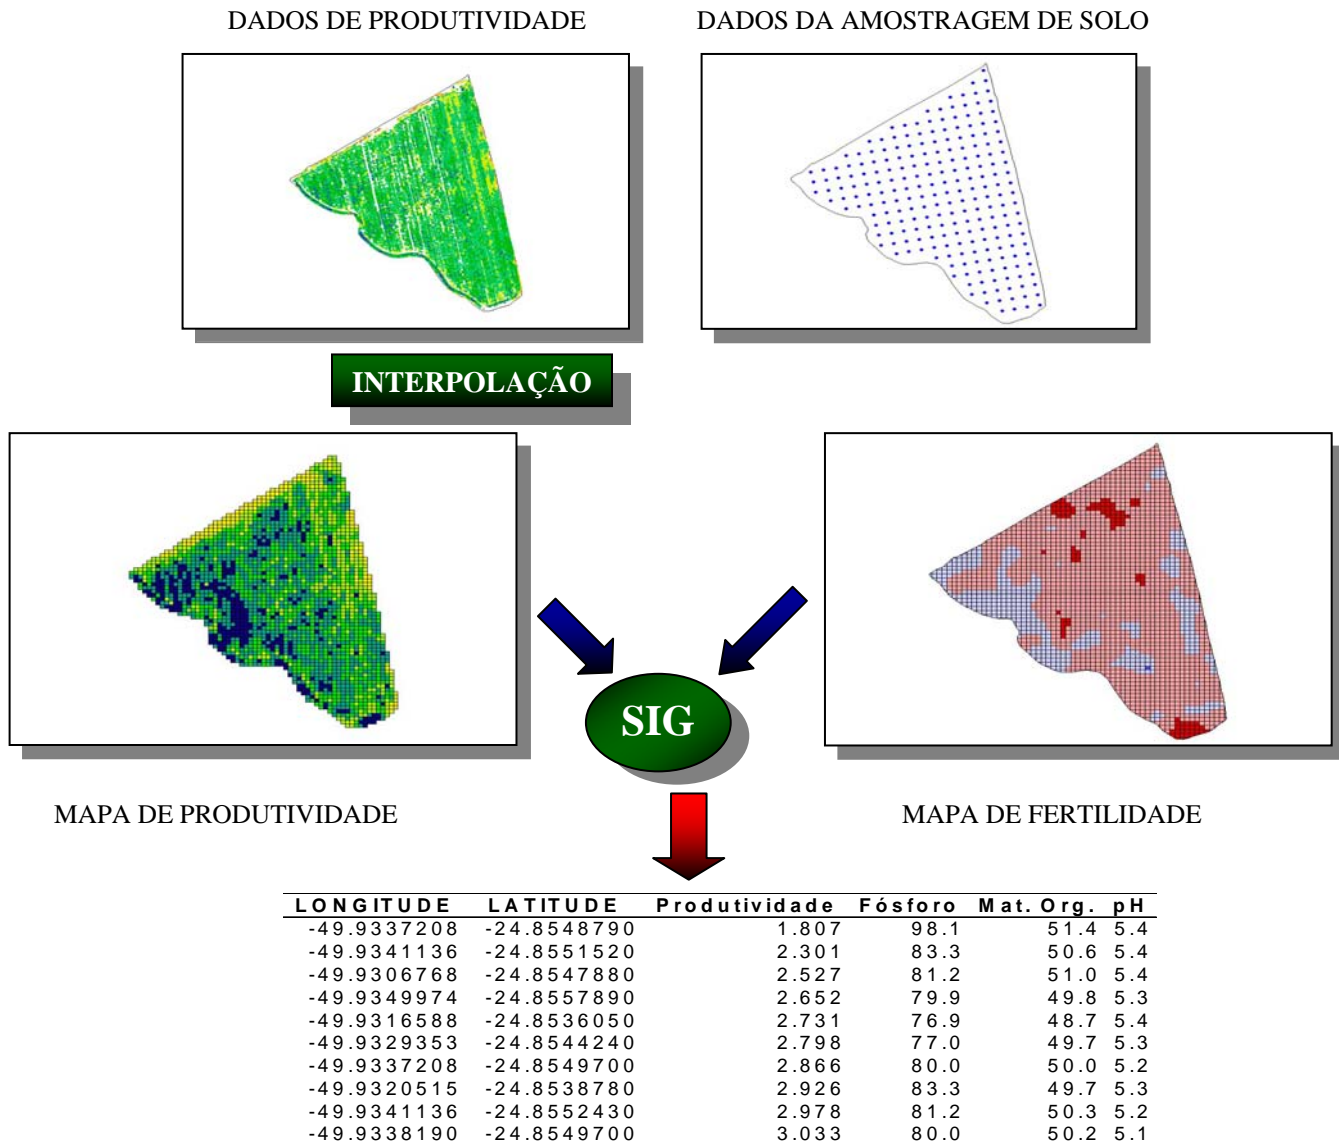 DADOS DE PRODUTIVIDADE DADOS DA AMOSTRAGEM DE SOLO
INTERPOLAÇÃO
SIG
MAPA DE PRODUTIVIDADE MAPA DE FERTILIDADE
LONGITUDE LATITUDE Produtividade Fósforo Mat. Org. pH
-49.9337208 -24.8548790 1.807 98.1 51.4 5.4
-49.9341136 -24.8551520 2.301 83.3 50.6 5.4
-49.9306768 -24.8547880 2.527 81.2 51.0 5.4
-49.9349974 -24.8557890 2.652 79.9 49.8 5.3
-49.9316588 -24.8536050 2.731 76.9 48.7 5.4
-49.9329353 -24.8544240 2.798 77.0 49.7 5.3
-49.9337208 -24.8549700 2.866 80.0 50.0 5.2
-49.9320515 -24.8538780 2.926 83.3 49.7 5.3
-49.9341136 -24.8552430 2.978 81.2 50.3 5.2
-49.9338190 -24.8549700 3.033 80.0 50.2 5.1